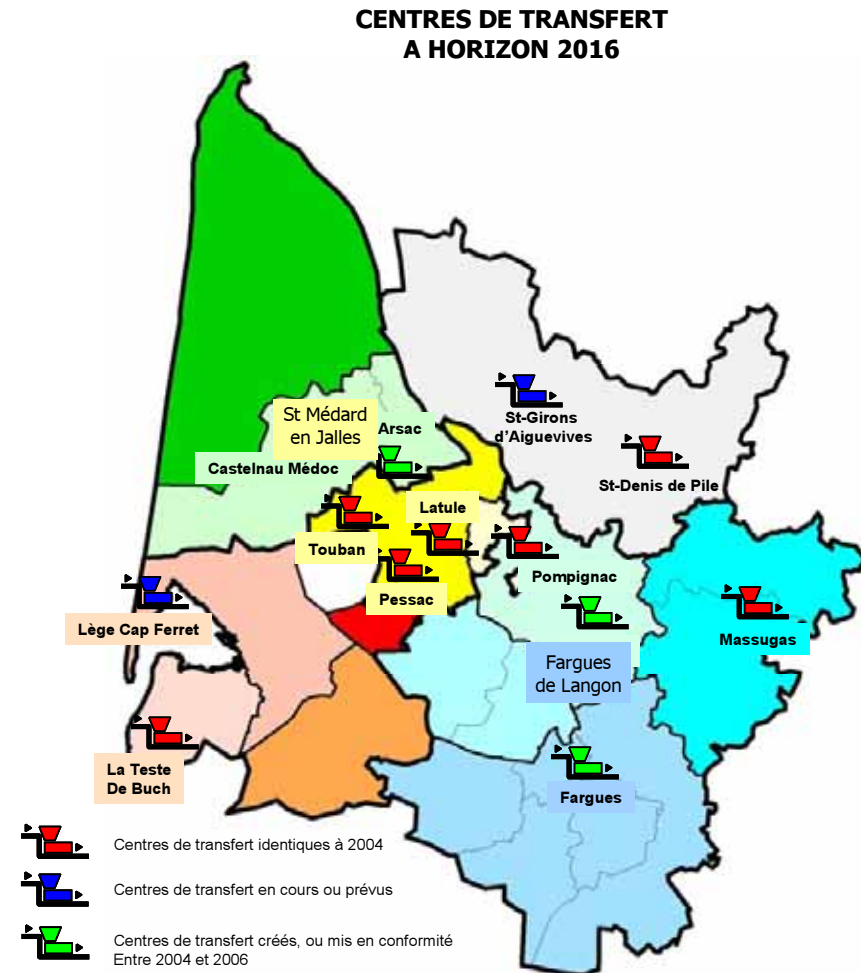 CENTRES DE TRANSFERT
A HORIZON 2016
St-Girons
d'Aiguevives
St Médard
en Jalles
Arsac
Castelnau Médoc
St-Denis de Pile
Latule
Touban
Pompignac
Pessac
Lège Cap Ferret
Massugas
Fargues
de Langon
La Teste
De Buch
Fargues
Centres de transfert identiques à 2004
Centres de transfert en cours ou prévus
Centres de transfert créés, ou mis en conformité
Entre 2004 et 2006